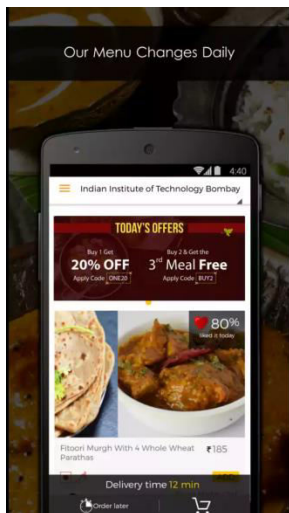 Our Menu Changes Daily
4:40
Indian Institute of Technology Bombay
TODAY'S OFFERS
Buy 1 Get
20% OFF
Apply Code ONE20
Buy 2 & Get the
3rd Meal Free
Apply Code BUY2
80%
liked it today
Fitoori Murgh With 4 Whole Wheat
Parathas
₹185
ADD
Delivery time 12 min
Order later